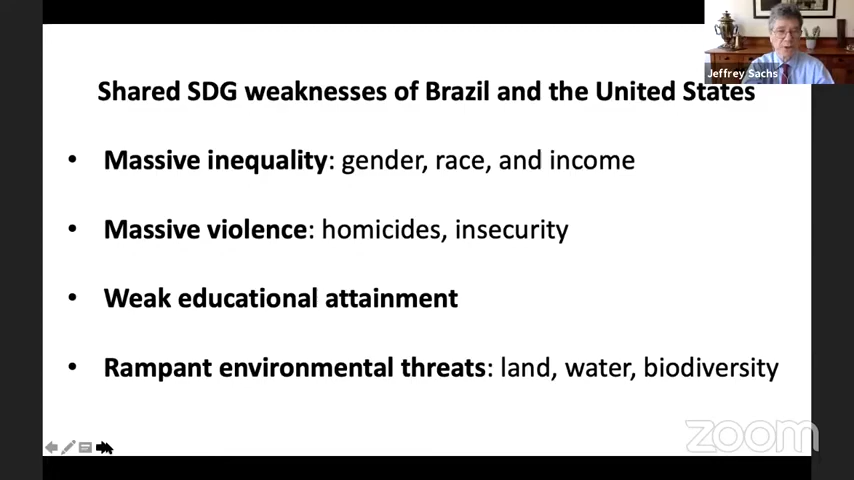 Jeffrey Sachs
Shared SDG weaknesses of Brazil and the United States
• Massive inequality: gender, race, and income
• Massive violence: homicides, insecurity
• Weak educational attainment
• Rampant environmental threats: land, water, biodiversity
zoom